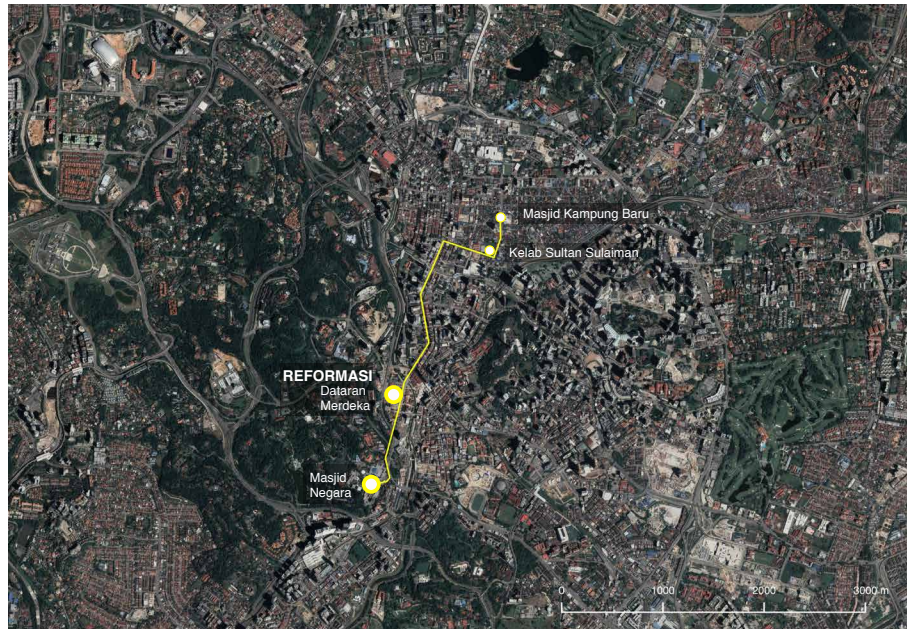 Masjid Kampung Baru
Kelab Sultan Sulaiman
REFORMASI
Dataran
Merdeka
Masjid
Negara
0 1000 2000 3000 m